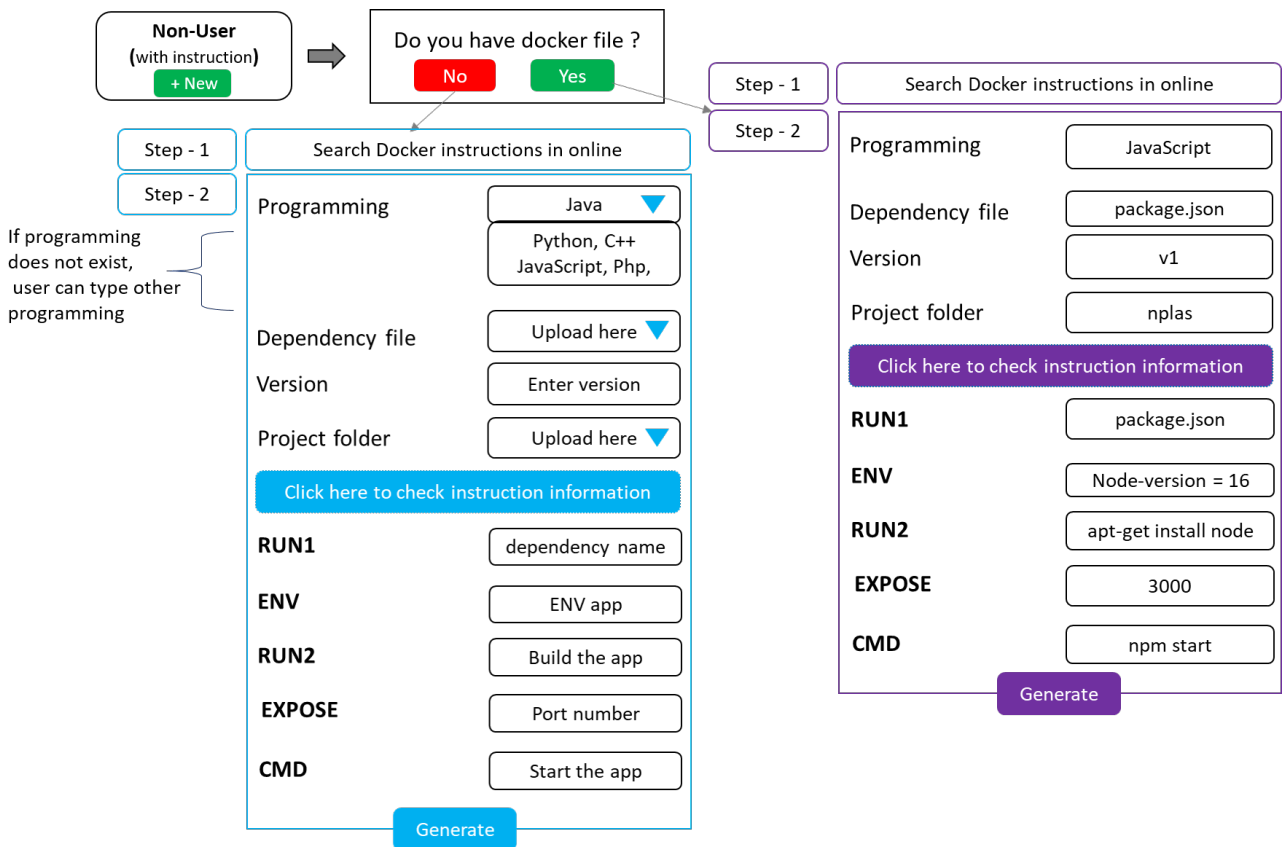 Non-User
(with instruction)
+ New
Do you have docker file ?
No
Yes
Step - 1
Search Docker instructions in online
Step - 2
If programming
does not exist,
user can type other
programming
Programming
Java
Python, C++
JavaScript, Php,
Dependency file
Upload here
Version
Enter version
Project folder
Upload here
Click here to check instruction information
RUN1
dependency name
ENV
ENV app
RUN2
Build the app
EXPOSE
Port number
CMD
Start the app
Generate
Step - 1
Search Docker instructions in online
Step - 2
Programming
JavaScript
Dependency file
package.json
Version
v1
Project folder
nplas
Click here to check instruction information
RUN1
package.json
ENV
Node-version = 16
RUN2
apt-get install node
EXPOSE
3000
CMD
npm start
Generate